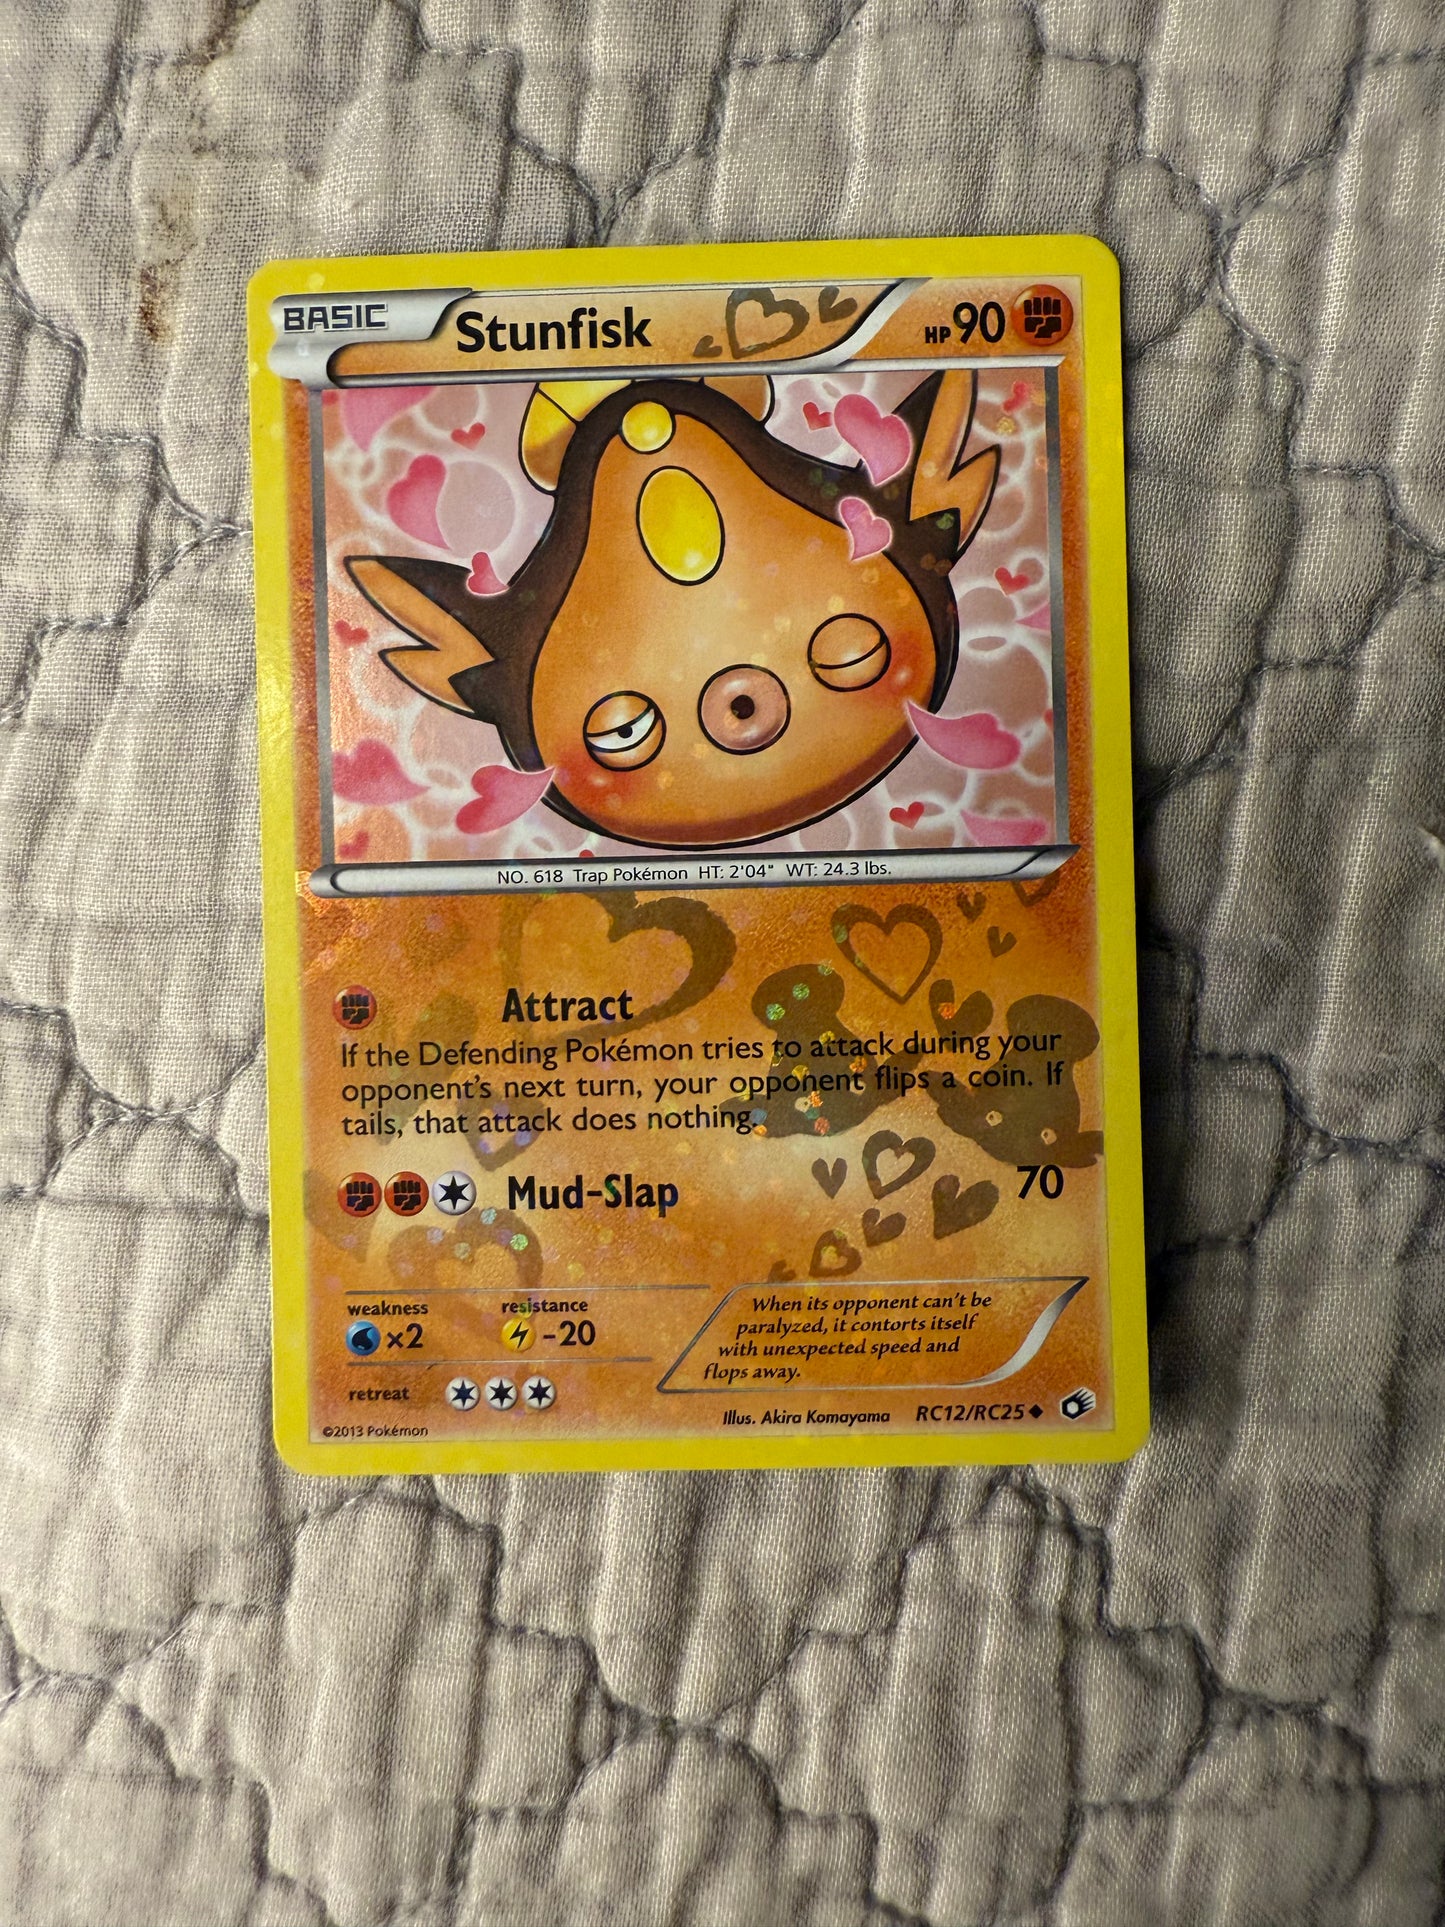 BASIC Stunfisk HP 90
NO. 618 Trap Pokémon HT: 2'04" WT: 24.3 lbs.
Attract
If the Defending Pokémon tries to attack during your
opponent's next turn, your opponent flips a coin. If
tails, that attack does nothing.
Mud-Slap 70
weakness resistance
×2 -20
retreat
When its opponent can't be
paralyzed, it contorts itself
with unexpected speed and
flops away.
Illus. Akira Komayama RC12/RC25
©2013 Pokémon